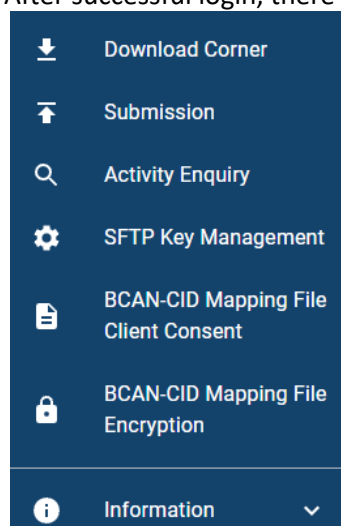 After successful login, there
Download Corner
Submission
Activity Enquiry
SFTP Key Management
BCAN-CID Mapping File
Client Consent
BCAN-CID Mapping File
Encryption
Information